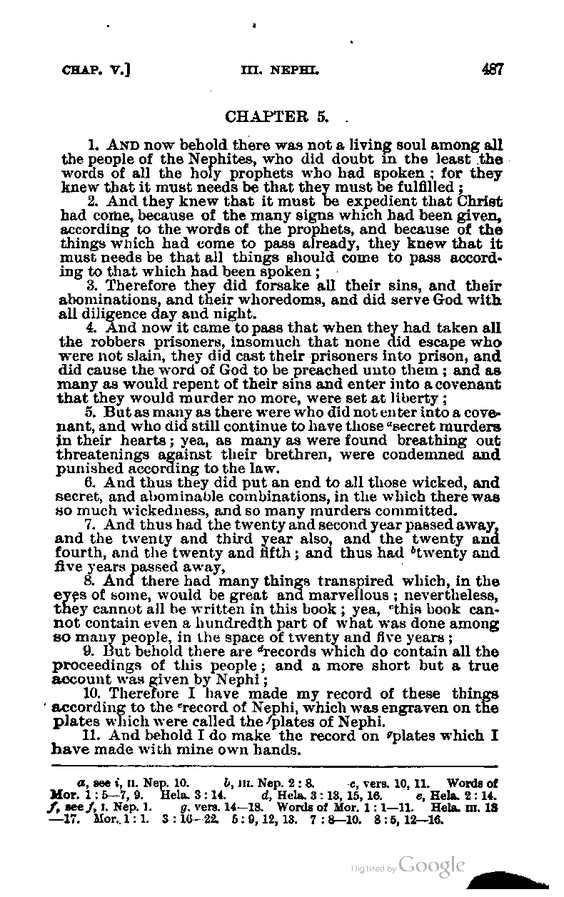 CHAP. V.] III. NEPHI. 487
CHAPTER 5.
1. AND now behold there was not a living soul among all
the people of the Nephites, who did doubt in the least the
words of all the holy prophets who had spoken ; for they
knew that it must needs be that they must be fulfilled ;
2. And they knew that it must be expedient that Christ
had come, because of the many signs which had been given,
according to the words of the prophets, and because of the
things which had come to pass already, they knew that it
must needs be that all things should come to pass accord-
ing to that which had been spoken ;
3. Therefore they did forsake all their sins, and their
abominations, and their whoredoms, and did serve God with
all diligence day and night.
4. And now it came to pass that when they had taken all
the robbers prisoners, insomuch that none did escape who
were not slain, they did cast their prisoners into prison, and
did cause the word of God to be preached unto them ; and as
many as would repent of their sins and enter into a covenant
that they would murder no more, were set at liberty ;
5. But as many as there were who did not enter into a cove-
nant, and who did still continue to have those asecret murders
in their hearts ; yea, as many as were found breathing out
threatenings against their brethren, were condemned and
punished according to the law.
6. And thus they did put an end to all those wicked, and
secret, and abominable combinations, in the which there was
so much wickedness, and so many murders committed.
7. And thus had the twenty and second year passed away,
and the twenty and third year also, and the twenty and
fourth, and the twenty and fifth ; and thus had btwenty and
five years passed away,
8. And there had many things transpired which, in the
eyes of some, would be great and marvellous ; nevertheless,
they cannot all be written in this book ; yea, cthis book can-
not contain even a hundredth part of what was done among
so many people, in the space of twenty and five years ;
9. But behold there are drecords which do contain all the
proceedings of this people ; and a more short but a true
account was given by Nephi ;
10. Therefore I have made my record of these things
according to the erecord of Nephi, which was engraven on the
plates which were called the fplates of Nephi.
11. And behold I do make the record on gplates which I
have made with mine own hands.
a, see i, II. Nep. 10. b, III. Nep. 2 : 8. c, vers. 10, 11. Words of
Mor. 1 : 5—7, 9. Hela. 3 : 14. d, Hela. 3 : 13, 15, 16. e, Hela. 2 : 14.
f, see f, I. Nep. 1. g, vers. 14—18. Words of Mor. 1 : 1—11. Hela. III. 13
—17. Mor. 1 : 1. 3 : 16—22. 5 : 9, 12, 13. 7 : 8—10. 8 : 5, 12—16.
Digitized by Google